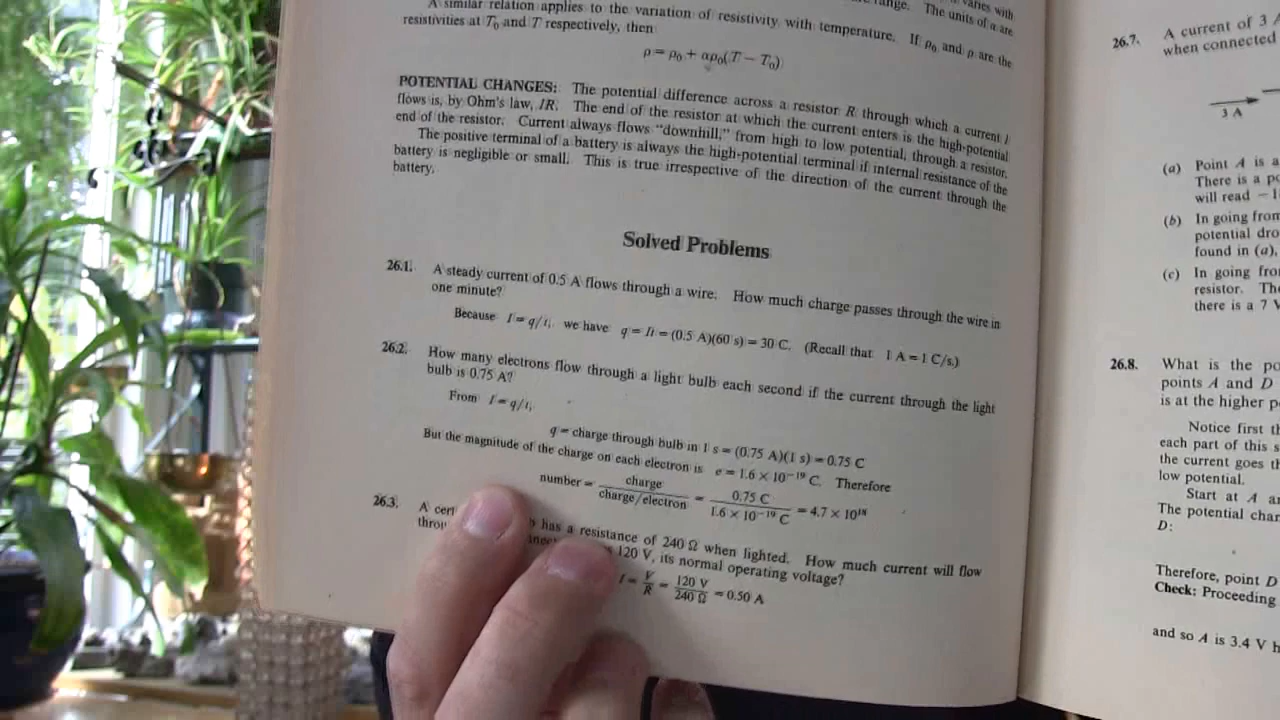 range. The units of α are
A similar relation applies to the variation of resistivity with temperature. If ρ₀ and ρ are the
resistivities at T₀ and T respectively, then
ρ = ρ₀ + αρ₀(T − T₀)
POTENTIAL CHANGES: The potential difference across a resistor R through which a current I
flows is, by Ohm's law, IR. The end of the resistor at which the current enters is the high-potential
end of the resistor. Current always flows "downhill," from high to low potential, through a resistor.
The positive terminal of a battery is always the high-potential terminal if internal resistance of the
battery is negligible or small. This is true irrespective of the direction of the current through the
battery.
Solved Problems
26.1. A steady current of 0.5 A flows through a wire. How much charge passes through the wire in
one minute?
Because I = q/t, we have q = It = (0.5 A)(60 s) = 30 C. (Recall that 1 A = 1 C/s.)
26.2. How many electrons flow through a light bulb each second if the current through the light
bulb is 0.75 A?
From I = q/t,
q = charge through bulb in 1 s = (0.75 A)(1 s) = 0.75 C
But the magnitude of the charge on each electron is e = 1.6 × 10⁻¹⁹ C. Therefore
number = charge / charge/electron = 0.75 C / 1.6 × 10⁻¹⁹ C = 4.7 × 10¹⁸
26.3. A has a resistance of 240 Ω when lighted. How much current will flow
120 V, its normal operating voltage?
I = V/R = 120 V / 240 Ω = 0.50 A
26.7. A current of 3 A
when connected
3 A
(a) Point A is a
There is a
will read
(b) In going from
potential
found in (a),
(c) In going
resistor.
there is a 7
26.8. What is the
points A and D
is at the higher
Notice first
each part of this
the current goes
low potential.
Start at A
The potential
D:
Therefore, point D
Check: Proceeding
and so A is 3.4 V